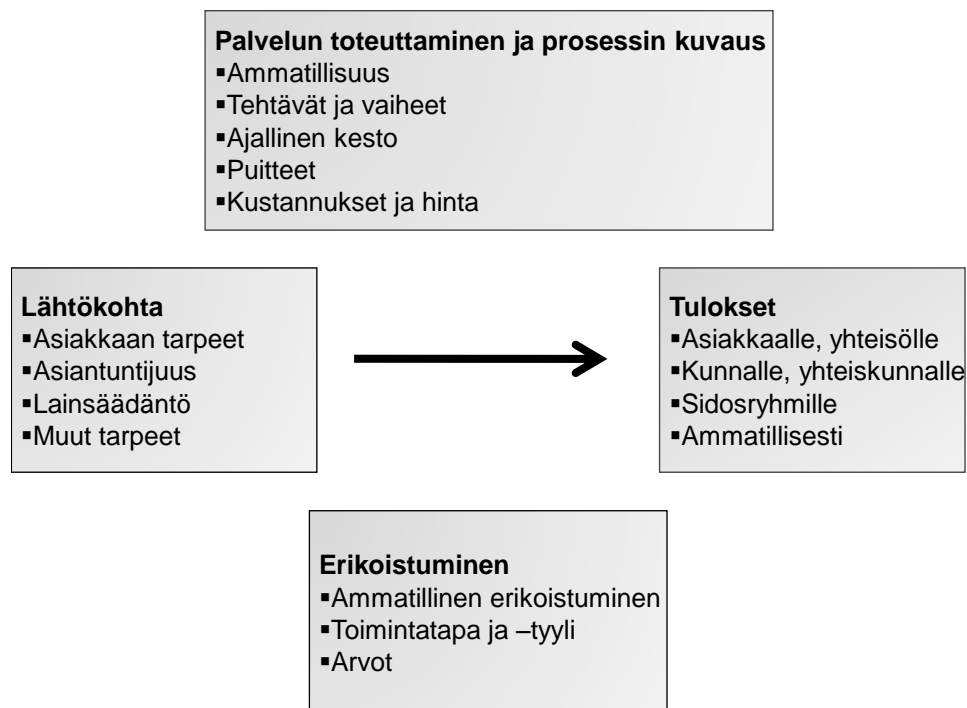 Palvelun toteuttaminen ja prosessin kuvaus
▪Ammatillisuus
▪Tehtävät ja vaiheet
▪Ajallinen kesto
▪Puitteet
▪Kustannukset ja hinta
Lähtökohta
▪Asiakkaan tarpeet
▪Asiantuntijuus
▪Lainsäädäntö
▪Muut tarpeet
Tulokset
▪Asiakkaalle, yhteisölle
▪Kunnalle, yhteiskunnalle
▪Sidosryhmille
▪Ammatillisesti
Erikoistuminen
▪Ammatillinen erikoistuminen
▪Toimintatapa ja –tyyli
▪Arvot